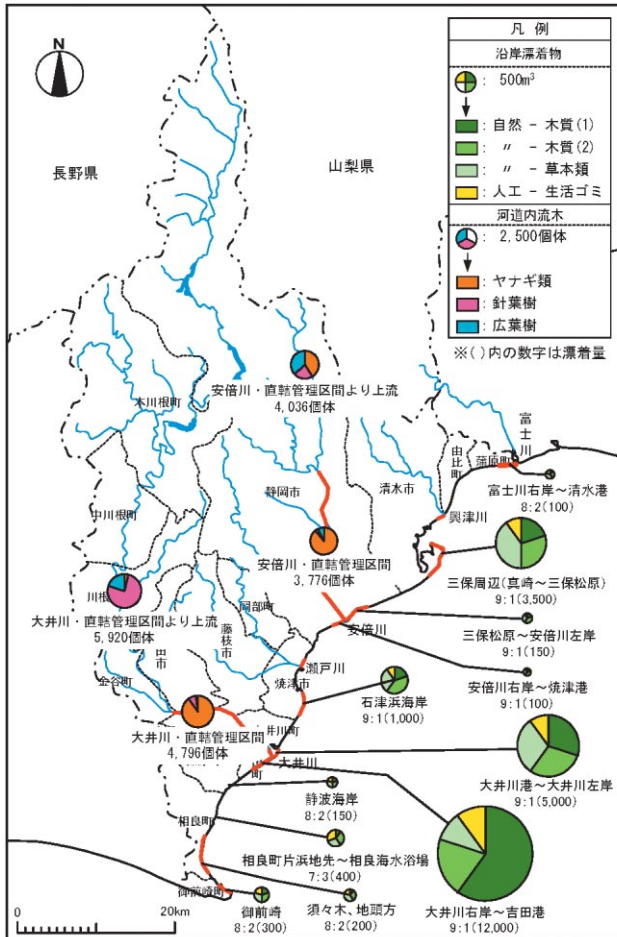 N
長野県
山梨県
凡 例
沿岸漂着物
: 500m³
: 自然 - 木質(1)
: 〃 - 木質(2)
: 〃 - 草本類
: 人工 - 生活ゴミ
河道内流木
: 2,500個体
: ヤナギ類
: 針葉樹
: 広葉樹
※( )内の数字は漂着量
安倍川・直轄管理区間より上流
4,036個体
本川根町
富士川
由比町
蒲原町
富士川右岸～清水港
8:2(100)
静岡市
清水市
興津川
中川根町
安倍川・直轄管理区間
3,776個体
三保周辺(真崎～三保松原)
9:1(3,500)
川根
大井川・直轄管理区間より上流
5,920個体
岡部町
藤枝市
安倍川
三保松原～安倍川左岸
9:1(150)
瀬戸川
安倍川右岸～焼津港
9:1(100)
田市
金谷町
焼津市
石津浜海岸
9:1(1,000)
大井川・直轄管理区間
4,796個体
井川町
大井川
町
大井川港～大井川左岸
9:1(5,000)
静波海岸
8:2(150)
相良町
相良町片浜地先～相良海水浴場
7:3(400)
御前崎町
御前崎
8:2(300)
須々木、地頭方
8:2(200)
大井川右岸～吉田港
9:1(12,000)
0 20km